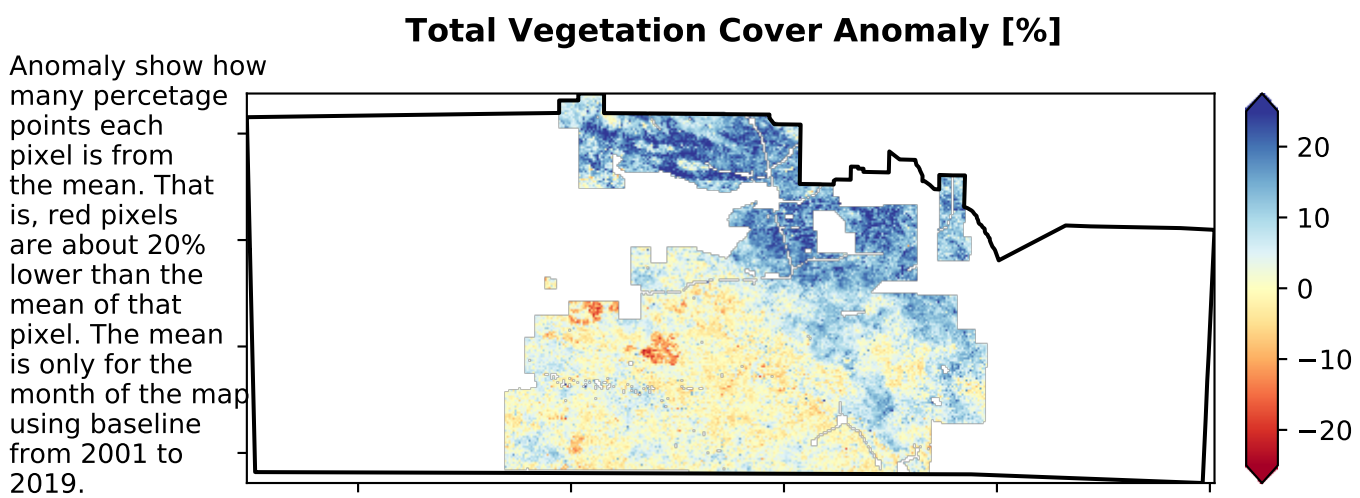 Total Vegetation Cover Anomaly [%]
Anomaly show how
many percetage
points each
pixel is from
the mean. That
is, red pixels
are about 20%
lower than the
mean of that
pixel. The mean
is only for the
month of the map
using baseline
from 2001 to
2019.
20
10
0
−10
−20